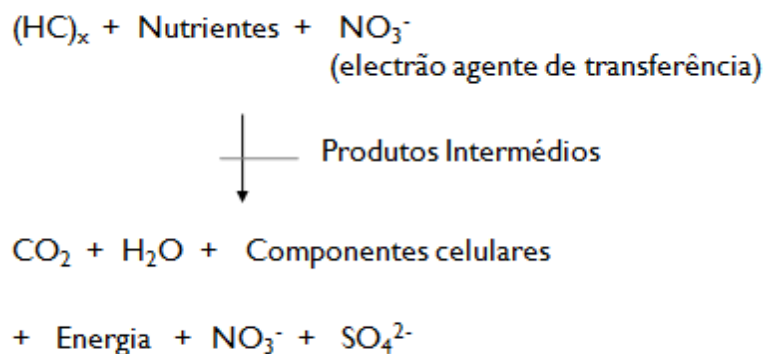 (HC)ₓ + Nutrientes + NO₃⁻
(electrão agente de transferência)
Produtos Intermédios
CO₂ + H₂O + Componentes celulares
+ Energia + NO₃⁻ + SO₄²⁻